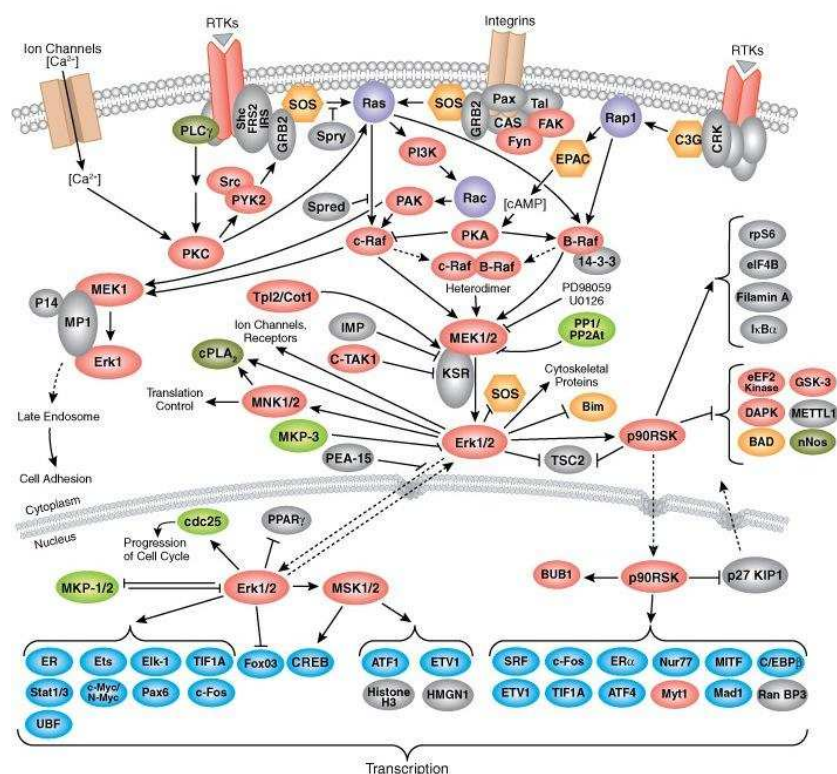 RTKs
Integrins
Ion Channels
[Ca²⁺]
RTKs
PLCγ
Shc
FRS2
IRS
GRB2
SOS
Ras
SOS
GRB2
Pax
Tal
CAS
FAK
Fyn
Rap1
C3G
CRK
Spry
EPAC
PI3K
Src
PYK2
[Ca²⁺]
Spred
PAK
Rac
[cAMP]
PKC
c-Raf
PKA
B-Raf
14-3-3
c-Raf
B-Raf
Heterodimer
rpS6
eIF4B
Filamin A
IκBα
MEK1
P14
MP1
Erk1
Tpl2/Cot1
PD98059
U0126
Ion Channels,
Receptors
IMP
MEK1/2
PP1/
PP2At
cPLA₂
C-TAK1
KSR
Cytoskeletal
Proteins
eEF2
Kinase
GSK-3
DAPK
METTL1
BAD
nNos
Translation
Control
MNK1/2
SOS
Bim
Late Endosome
MKP-3
Erk1/2
p90RSK
PEA-15
TSC2
Cell Adhesion
Cytoplasm
Nucleus
cdc25
PPARγ
Progression
of Cell Cycle
MKP-1/2
Erk1/2
MSK1/2
BUB1
p90RSK
p27 KIP1
ER
Ets
Elk-1
TIF1A
Fox03
CREB
ATF1
ETV1
SRF
c-Fos
ERα
Nur77
MITF
C/EBPβ
Stat1/3
c-Myc/
N-Myc
Pax6
c-Fos
Histone
H3
HMGN1
ETV1
TIF1A
ATF4
Myt1
Mad1
Ran BP3
UBF
Transcription